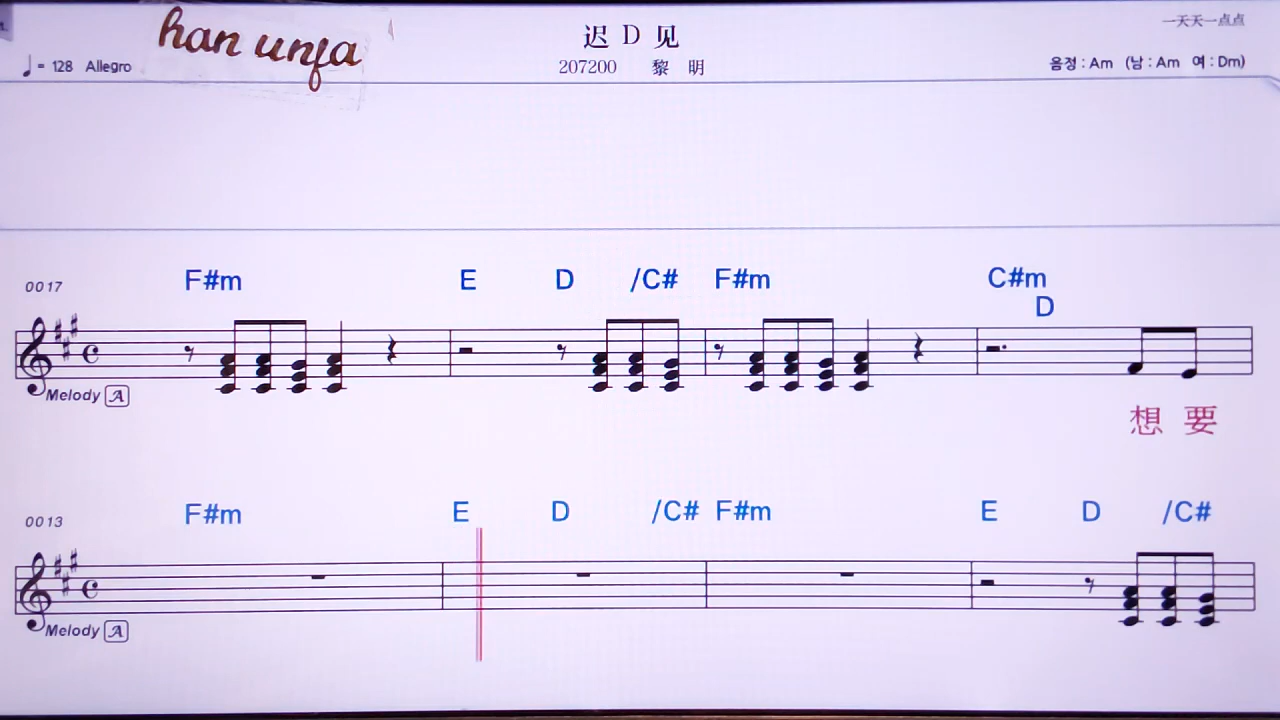 han unja
迟 D 见
一天天一点点
♩= 128 Allegro
207200 黎 明
음정 : Am (남 : Am 여 : Dm)
0017
F#m E D /C# F#m C#m
D
Melody A
想 要
0013
F#m E D /C# F#m E D /C#
Melody A